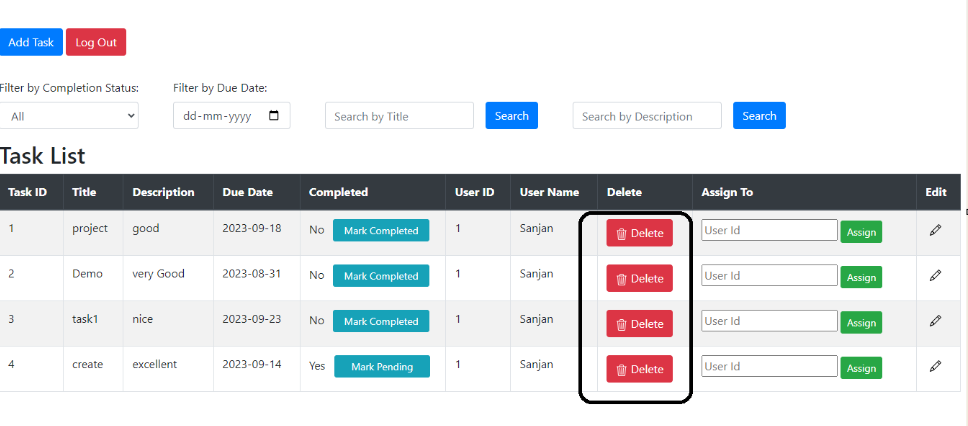 Add Task Log Out
Filter by Completion Status: Filter by Due Date:
All dd-mm-yyyy Search by Title Search Search by Description Search
Task List
Task ID Title Description Due Date Completed User ID User Name Delete Assign To Edit
1 project good 2023-09-18 No Mark Completed 1 Sanjan Delete User Id Assign
2 Demo very Good 2023-08-31 No Mark Completed 1 Sanjan Delete User Id Assign
3 task1 nice 2023-09-23 No Mark Completed 1 Sanjan Delete User Id Assign
4 create excellent 2023-09-14 Yes Mark Pending 1 Sanjan Delete User Id Assign